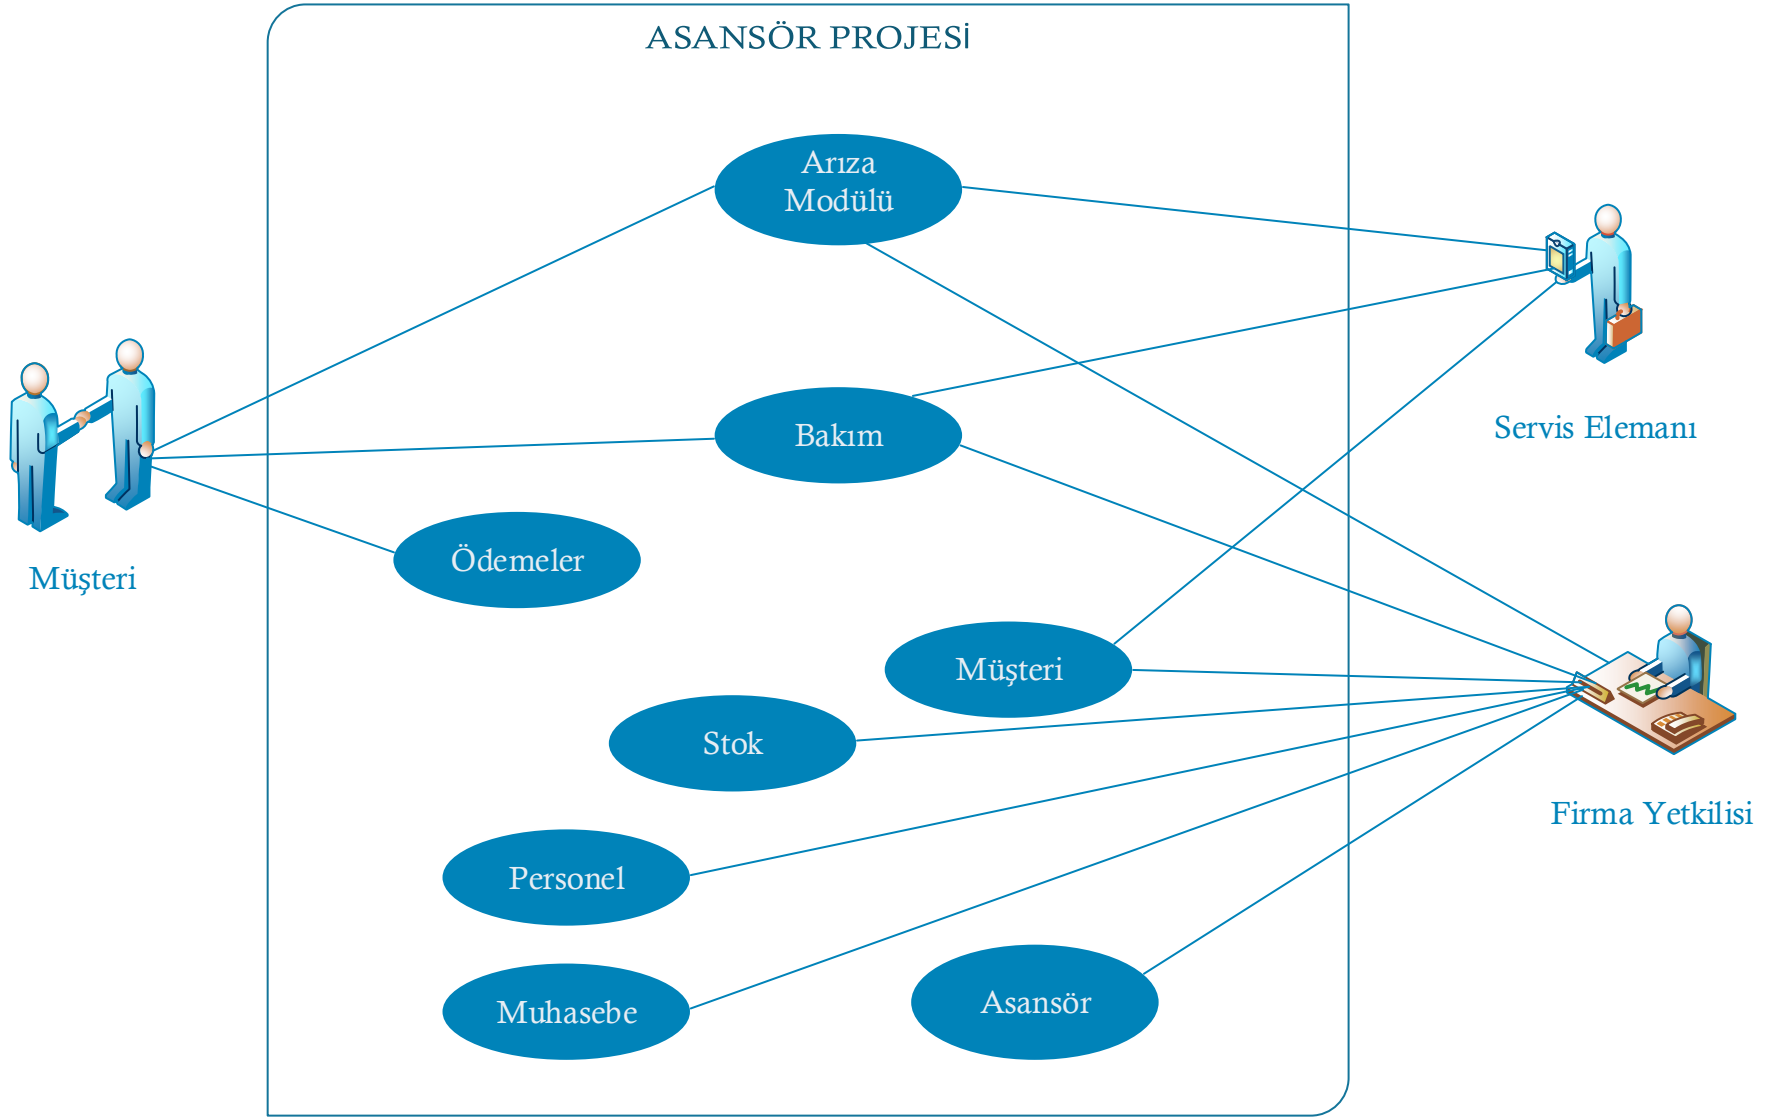 ASANSÖR PROJESİ
Arıza
Modülü
Servis Elemanı
Bakım
Ödemeler
Müşteri
Müşteri
Stok
Firma Yetkilisi
Personel
Muhasebe
Asansör